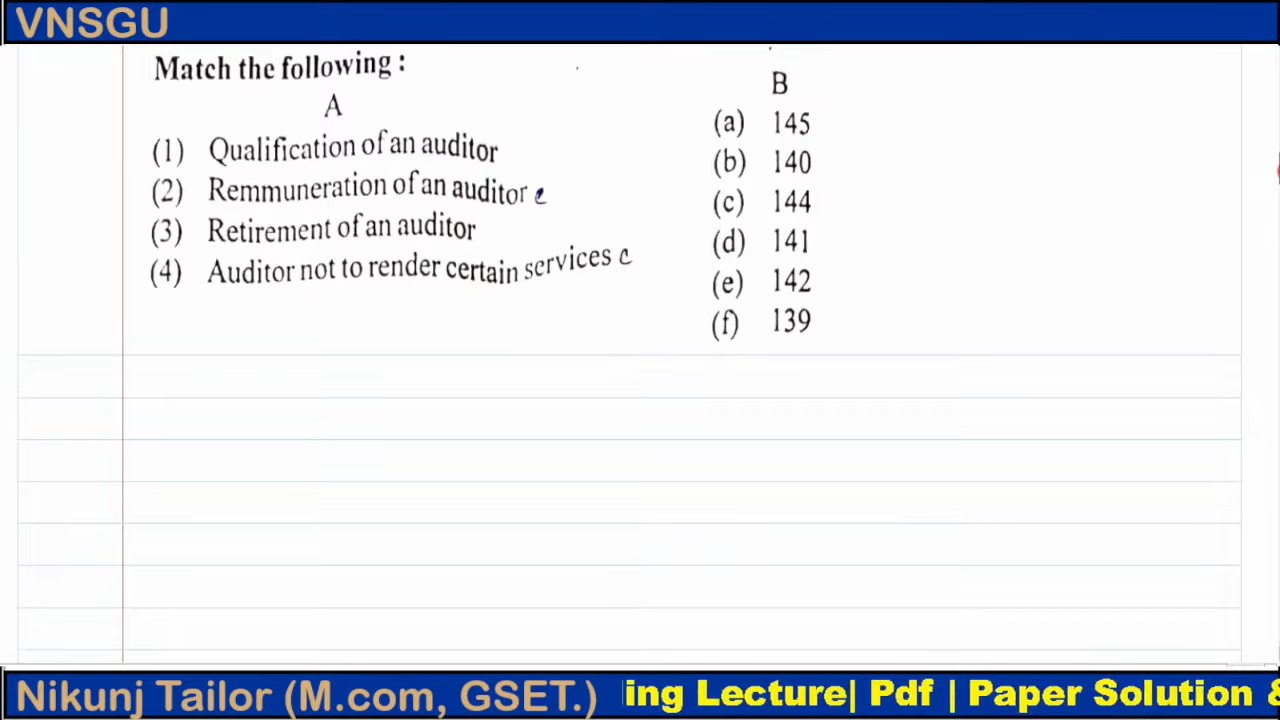 VNSGU
Match the following :
A
B
(1) Qualification of an auditor
(a) 145
(2) Remmuneration of an auditor e
(b) 140
(3) Retirement of an auditor
(c) 144
(4) Auditor not to render certain services c
(d) 141
(e) 142
(f) 139
Nikunj Tailor (M.com, GSET.)
ing Lecture| Pdf | Paper Solution &